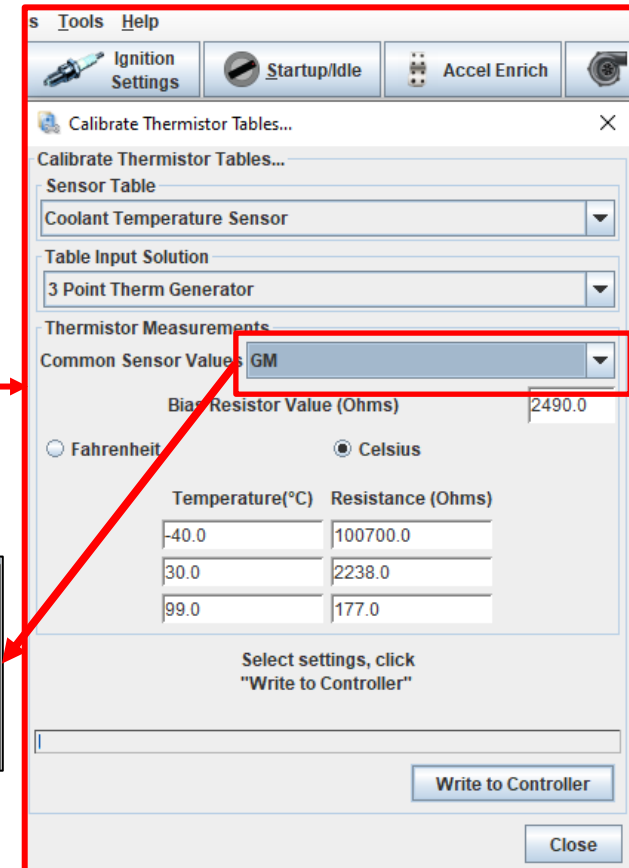 s Tools Help
Ignition Settings
Startup/Idle
Accel Enrich
Calibrate Thermistor Tables...
Calibrate Thermistor Tables...
Sensor Table
Coolant Temperature Sensor
Table Input Solution
3 Point Therm Generator
Thermistor Measurements
Common Sensor Values GM
Bias Resistor Value (Ohms) 2490.0
Fahrenheit Celsius
Temperature(°C) Resistance (Ohms)
-40.0 100700.0
30.0 2238.0
99.0 177.0
Select settings, click
"Write to Controller"
Write to Controller
Close